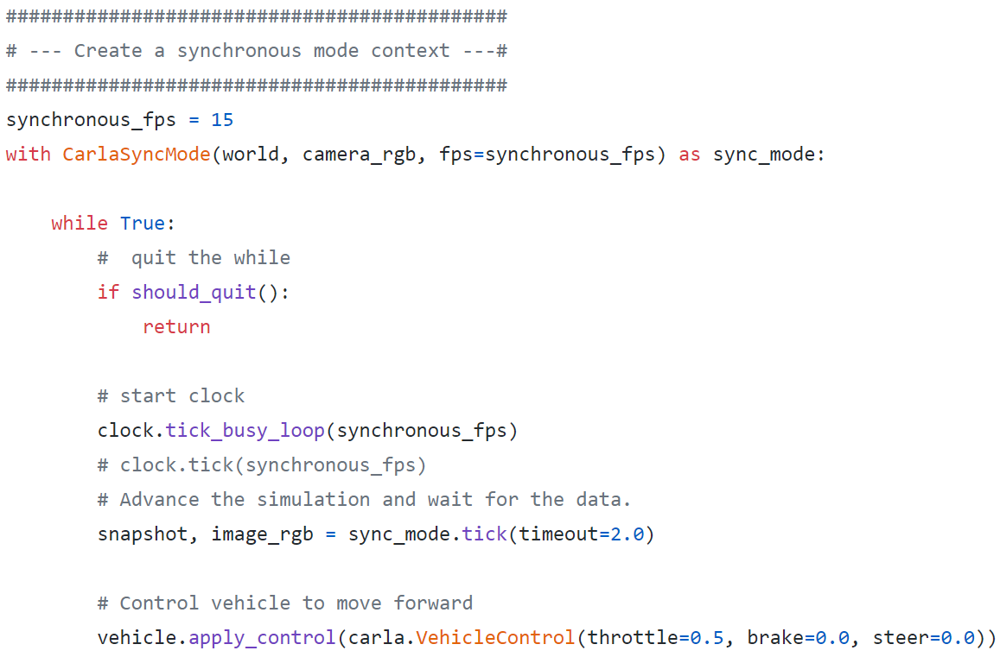 ############################################
# --- Create a synchronous mode context ---#
############################################
synchronous_fps = 15
with CarlaSyncMode(world, camera_rgb, fps=synchronous_fps) as sync_mode:

    while True:
        #  quit the while
        if should_quit():
            return

        # start clock
        clock.tick_busy_loop(synchronous_fps)
        # clock.tick(synchronous_fps)
        # Advance the simulation and wait for the data.
        snapshot, image_rgb = sync_mode.tick(timeout=2.0)

        # Control vehicle to move forward
        vehicle.apply_control(carla.VehicleControl(throttle=0.5, brake=0.0, steer=0.0))